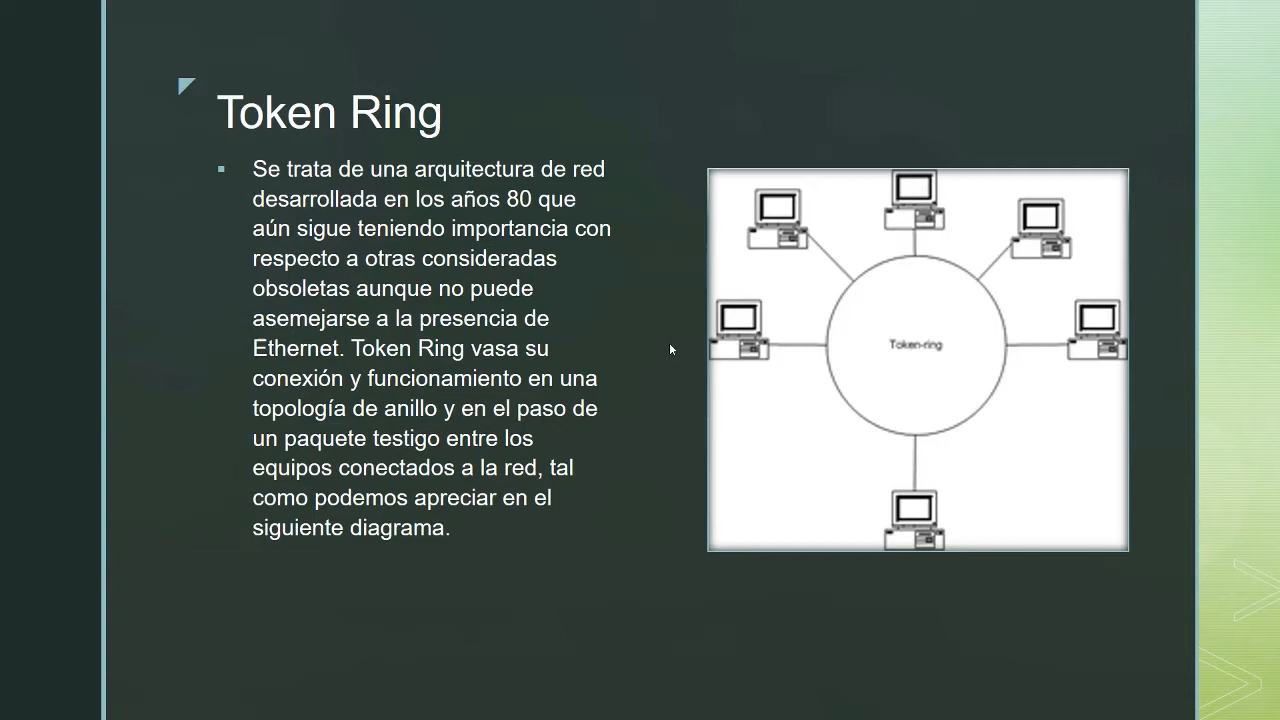 Token Ring
Se trata de una arquitectura de red
desarrollada en los años 80 que
aún sigue teniendo importancia con
respecto a otras consideradas
obsoletas aunque no puede
asemejarse a la presencia de
Ethernet. Token Ring vasa su
conexión y funcionamiento en una
topología de anillo y en el paso de
un paquete testigo entre los
equipos conectados a la red, tal
como podemos apreciar en el
siguiente diagrama.
Token-ring